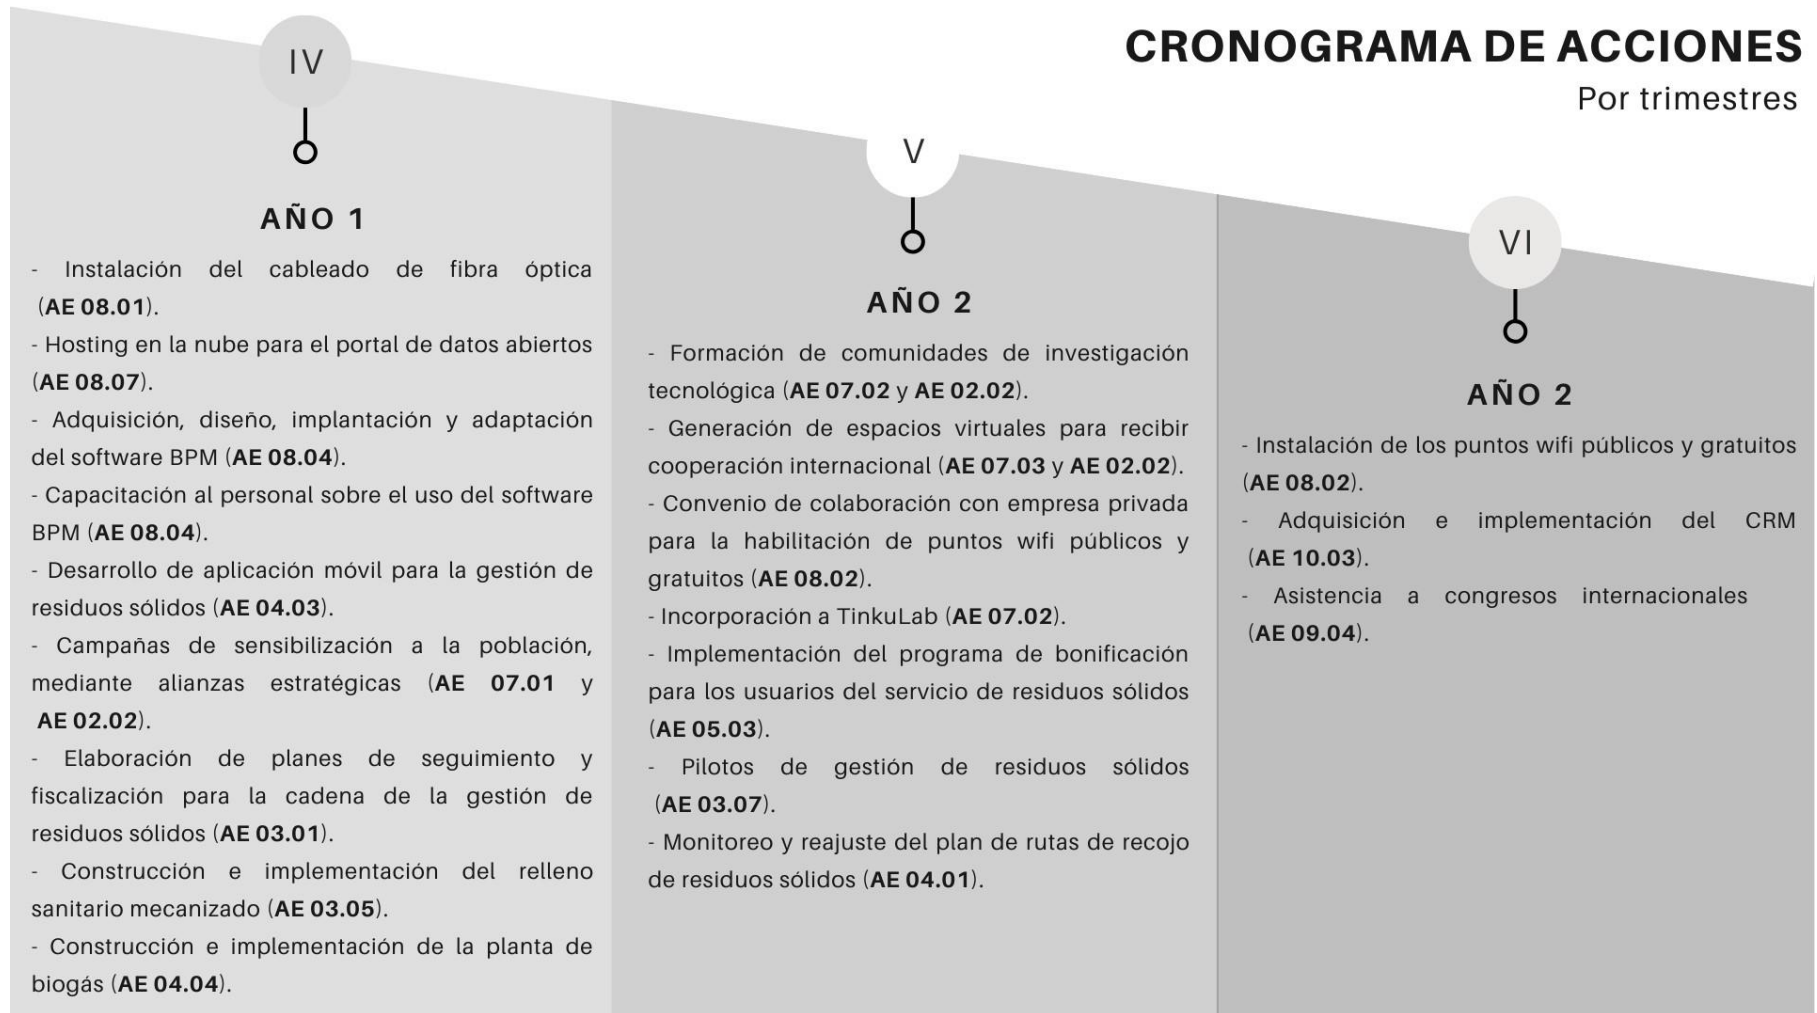 CRONOGRAMA DE ACCIONES
Por trimestres
IV
AÑO 1
- Instalación del cableado de fibra óptica
(AE 08.01).
- Hosting en la nube para el portal de datos abiertos
(AE 08.07).
- Adquisición, diseño, implantación y adaptación
del software BPM (AE 08.04).
- Capacitación al personal sobre el uso del software
BPM (AE 08.04).
- Desarrollo de aplicación móvil para la gestión de
residuos sólidos (AE 04.03).
- Campañas de sensibilización a la población,
mediante alianzas estratégicas (AE 07.01 y
AE 02.02).
- Elaboración de planes de seguimiento y
fiscalización para la cadena de la gestión de
residuos sólidos (AE 03.01).
- Construcción e implementación del relleno
sanitario mecanizado (AE 03.05).
- Construcción e implementación de la planta de
biogás (AE 04.04).
V
AÑO 2
- Formación de comunidades de investigación
tecnológica (AE 07.02 y AE 02.02).
- Generación de espacios virtuales para recibir
cooperación internacional (AE 07.03 y AE 02.02).
- Convenio de colaboración con empresa privada
para la habilitación de puntos wifi públicos y
gratuitos (AE 08.02).
- Incorporación a TinkuLab (AE 07.02).
- Implementación del programa de bonificación
para los usuarios del servicio de residuos sólidos
(AE 05.03).
- Pilotos de gestión de residuos sólidos
(AE 03.07).
- Monitoreo y reajuste del plan de rutas de recojo
de residuos sólidos (AE 04.01).
VI
AÑO 2
- Instalación de los puntos wifi públicos y gratuitos
(AE 08.02).
- Adquisición e implementación del CRM
(AE 10.03).
- Asistencia a congresos internacionales
(AE 09.04).